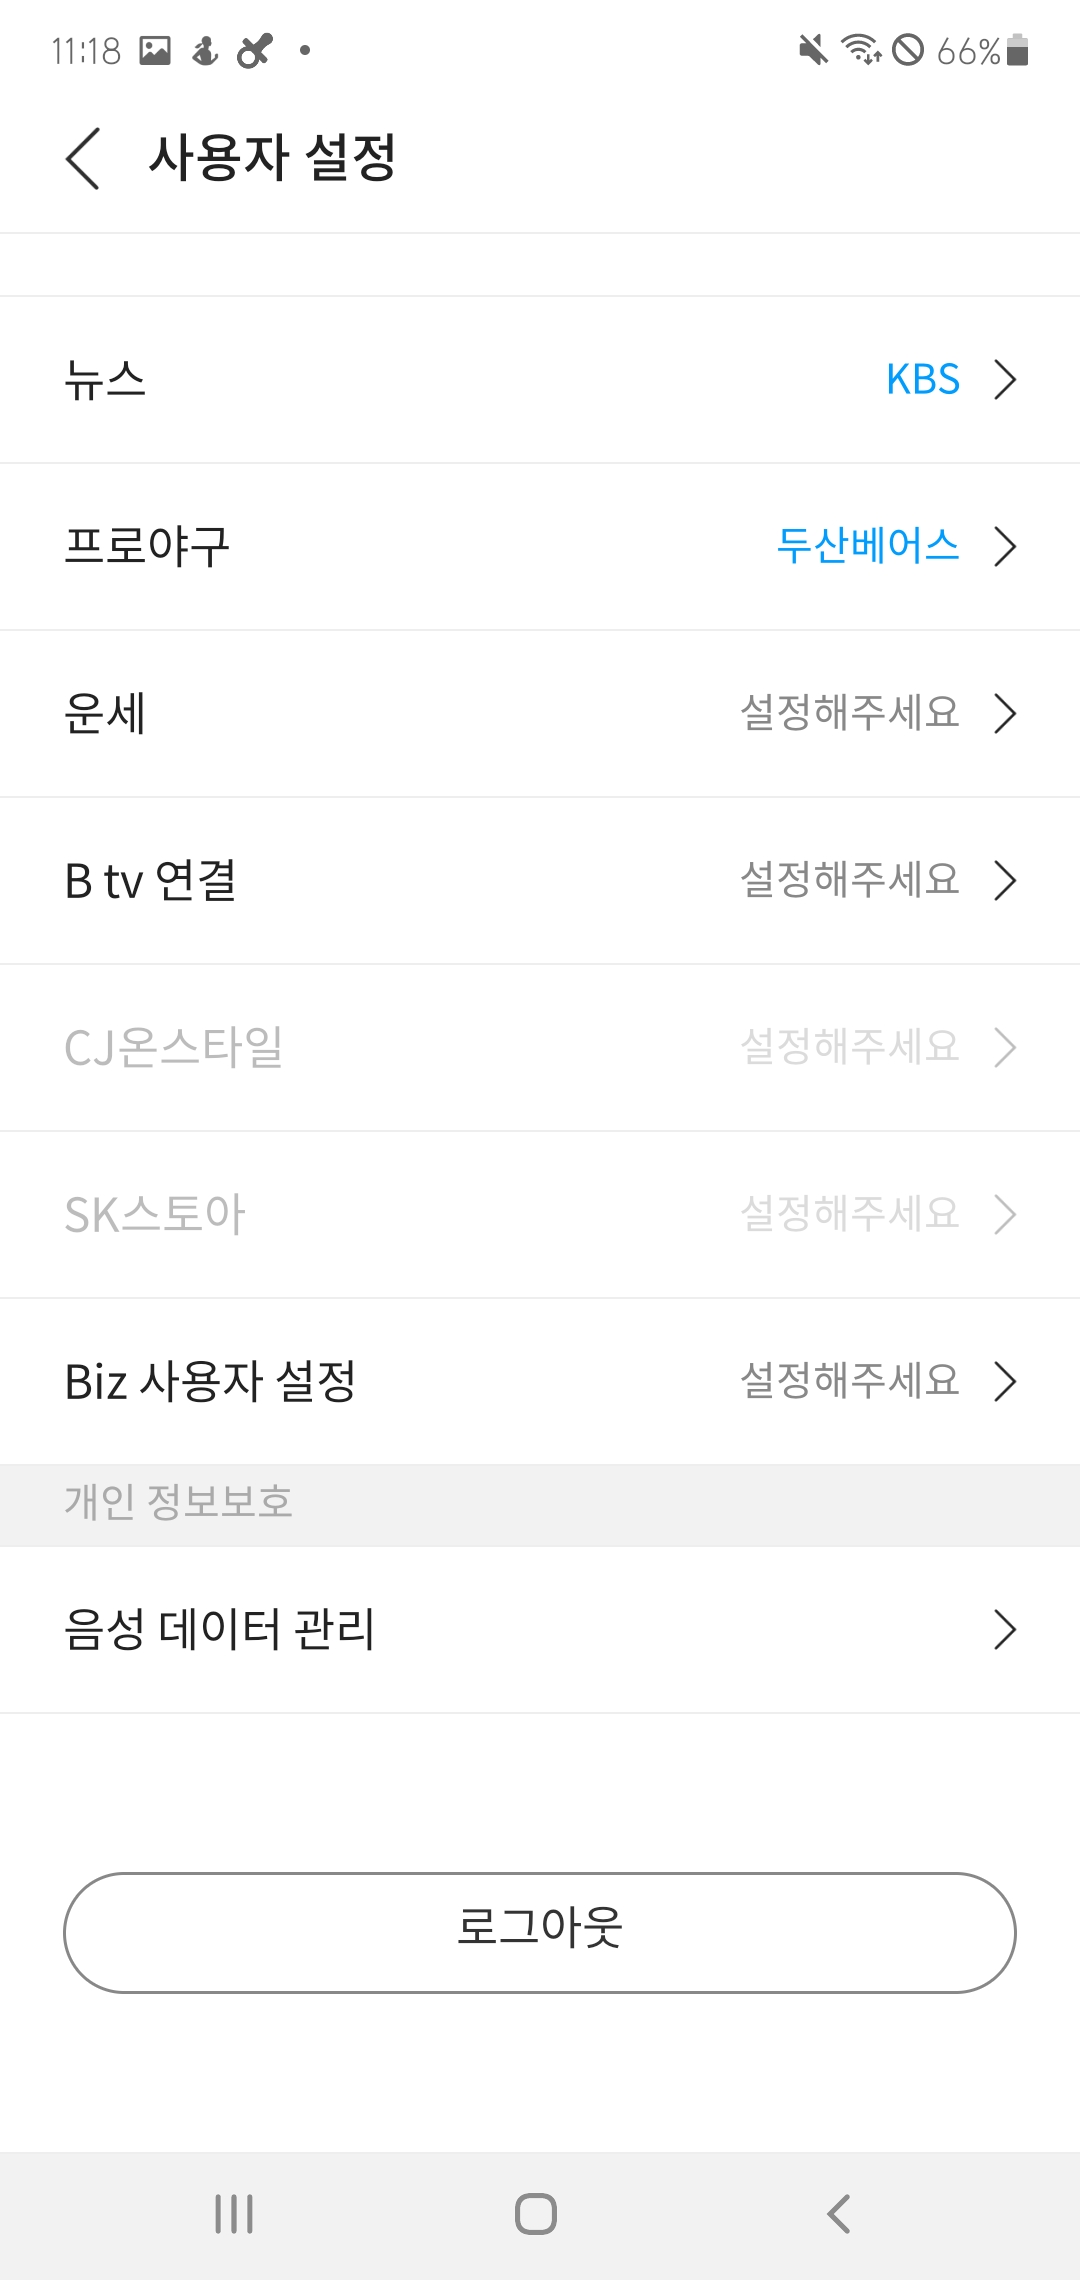 11:18 66%
사용자 설정
뉴스 KBS
프로야구 두산베어스
운세 설정해주세요
B tv 연결 설정해주세요
CJ온스타일 설정해주세요
SK스토아 설정해주세요
Biz 사용자 설정 설정해주세요
개인 정보보호
음성 데이터 관리
로그아웃